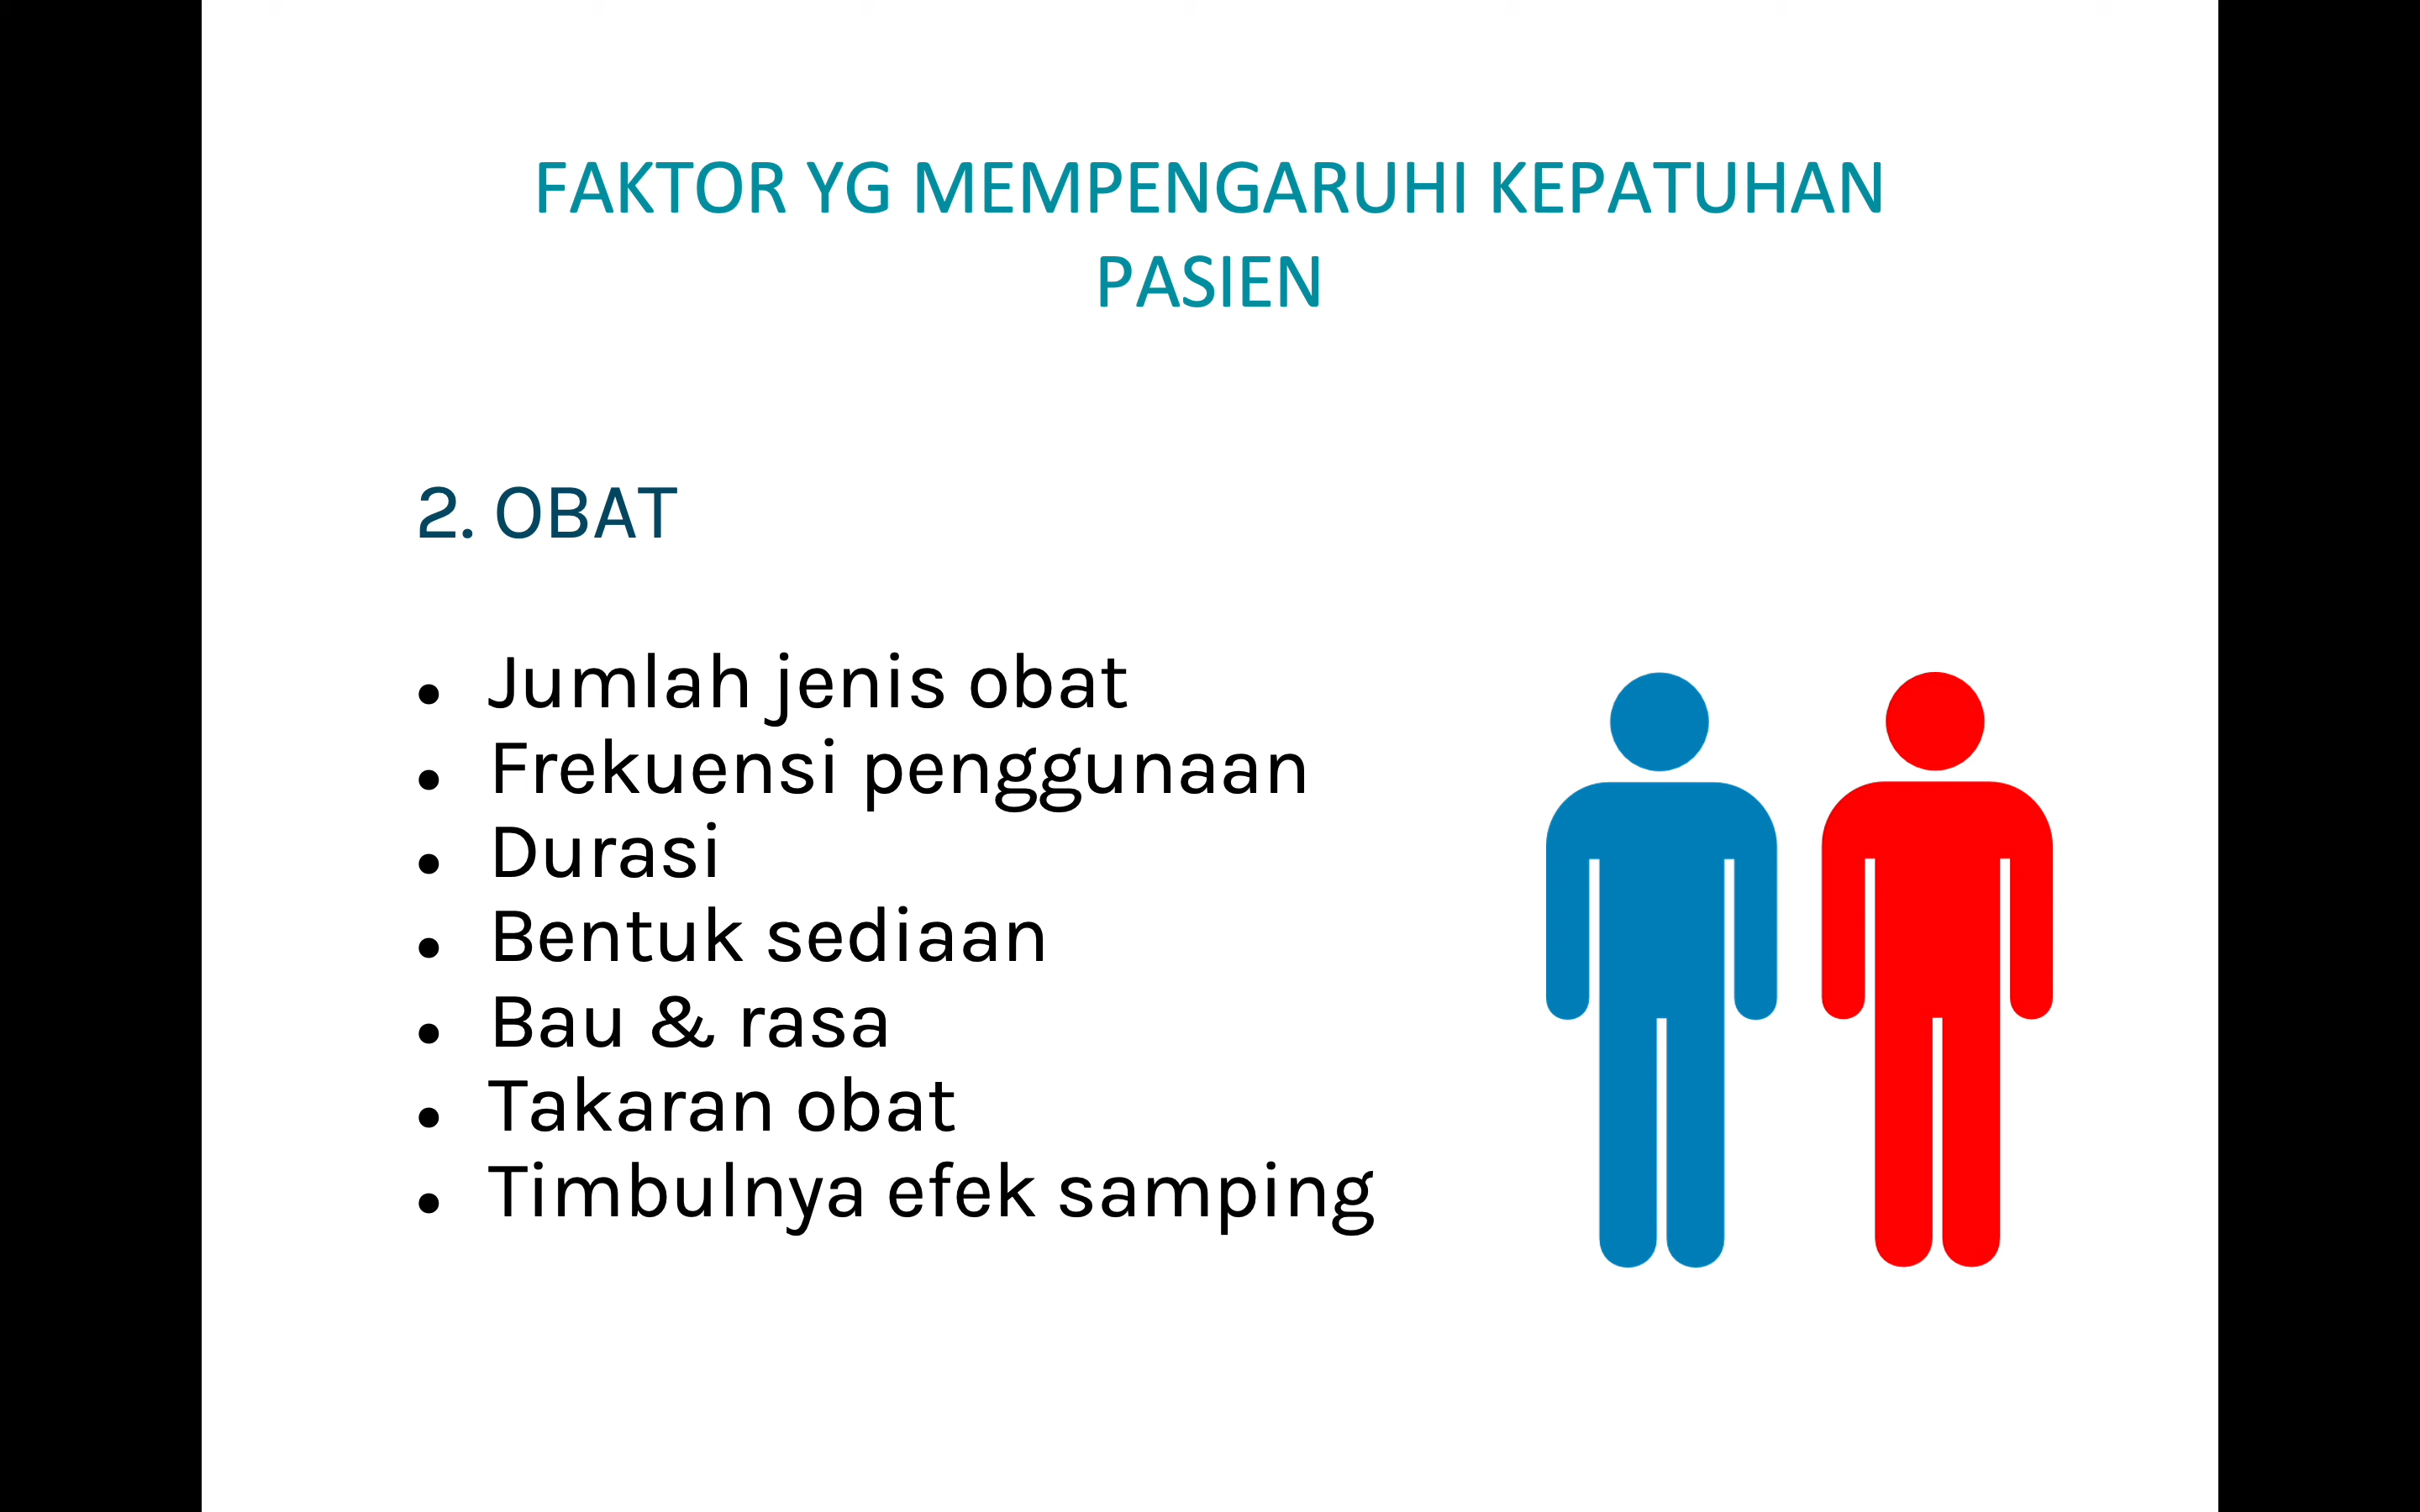 FAKTOR YG MEMPENGARUHI KEPATUHAN
PASIEN
2. OBAT
• Jumlah jenis obat
• Frekuensi penggunaan
• Durasi
• Bentuk sediaan
• Bau & rasa
• Takaran obat
• Timbulnya efek samping